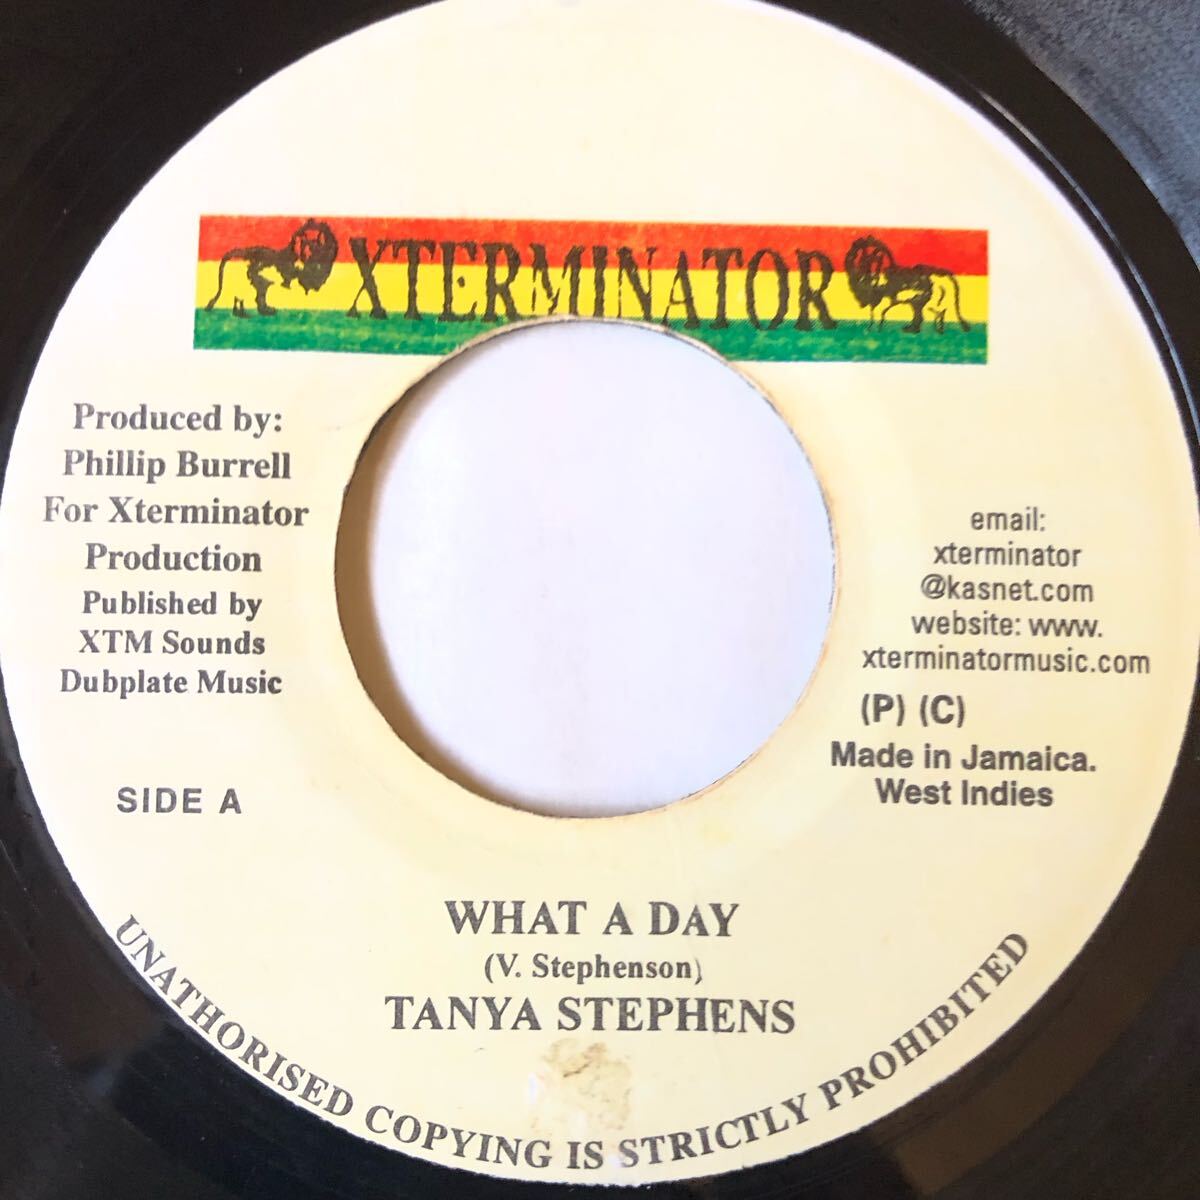 XTERMINATOR
Produced by:
Phillip Burrell
For Xterminator
Production
Published by
XTM Sounds
Dubplate Music
SIDE A
email:
xterminator
@kasnet.com
website: www.
xterminatormusic.com
(P) (C)
Made in Jamaica.
West Indies
WHAT A DAY
(V. Stephenson)
TANYA STEPHENS
UNATHORISED COPYING IS STRICTLY PROHIBITED